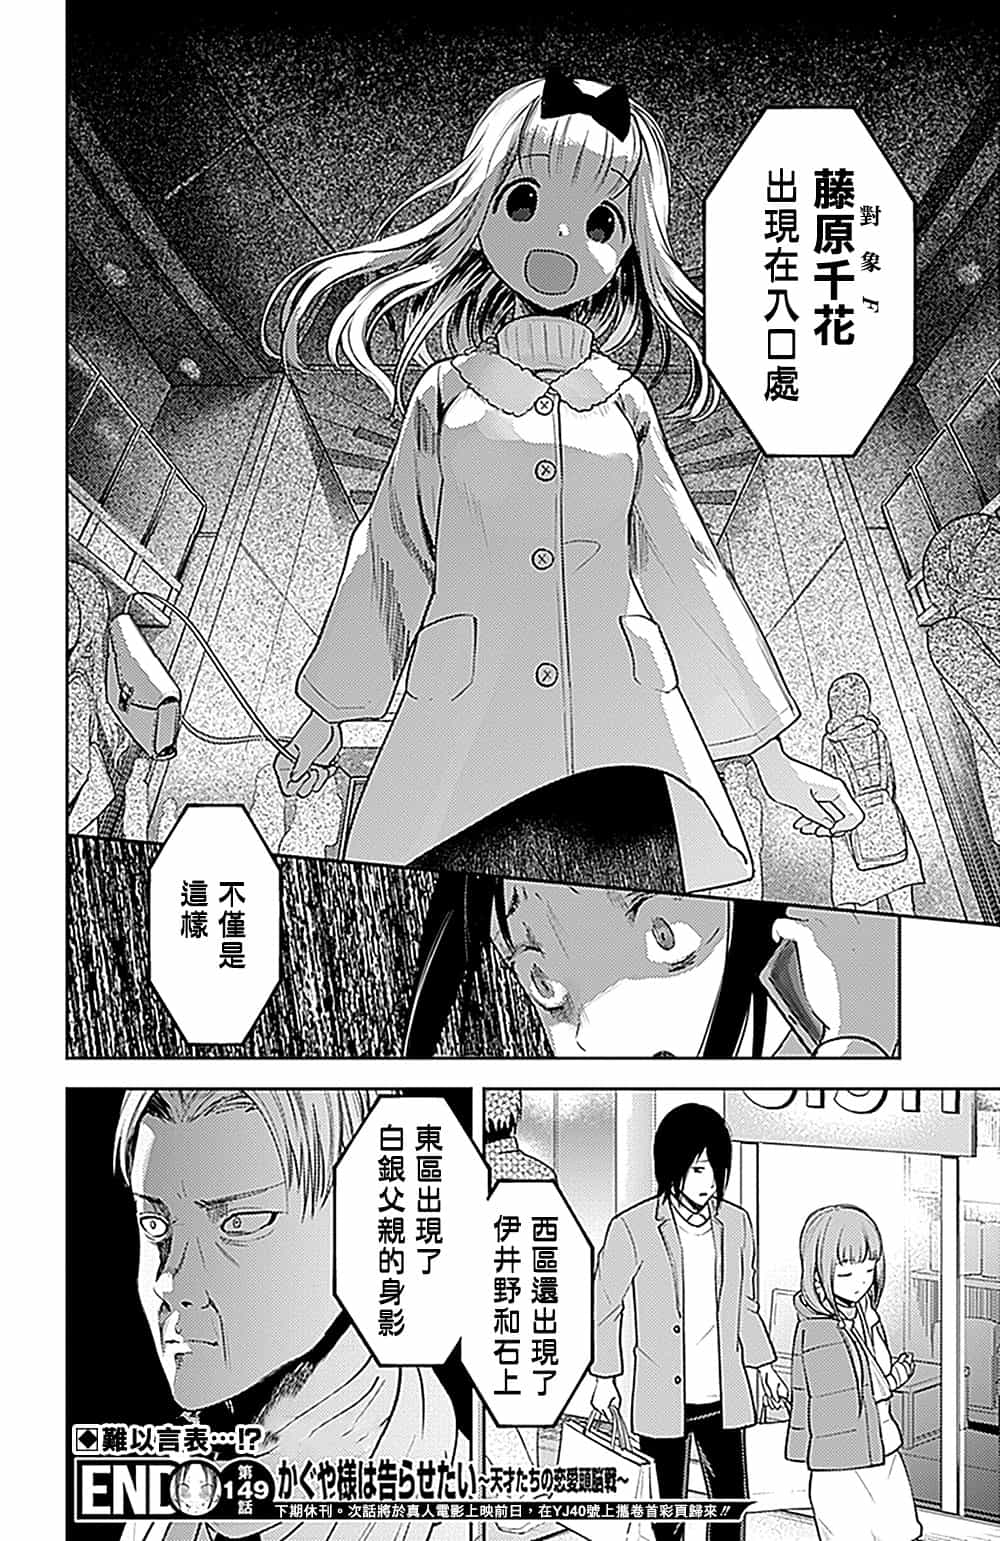 藤原千花
對象F
出現在入口處
不僅是
這樣
西區還出現了
伊井野和石上
東區出現了
白銀父親的身影
難以言表…!?
END
第149話
かぐや様は告らせたい~天才たちの恋愛頭脳戦~
下期休刊。次話將於真人電影上映前日,在YJ40號上攜卷首彩頁歸來!!